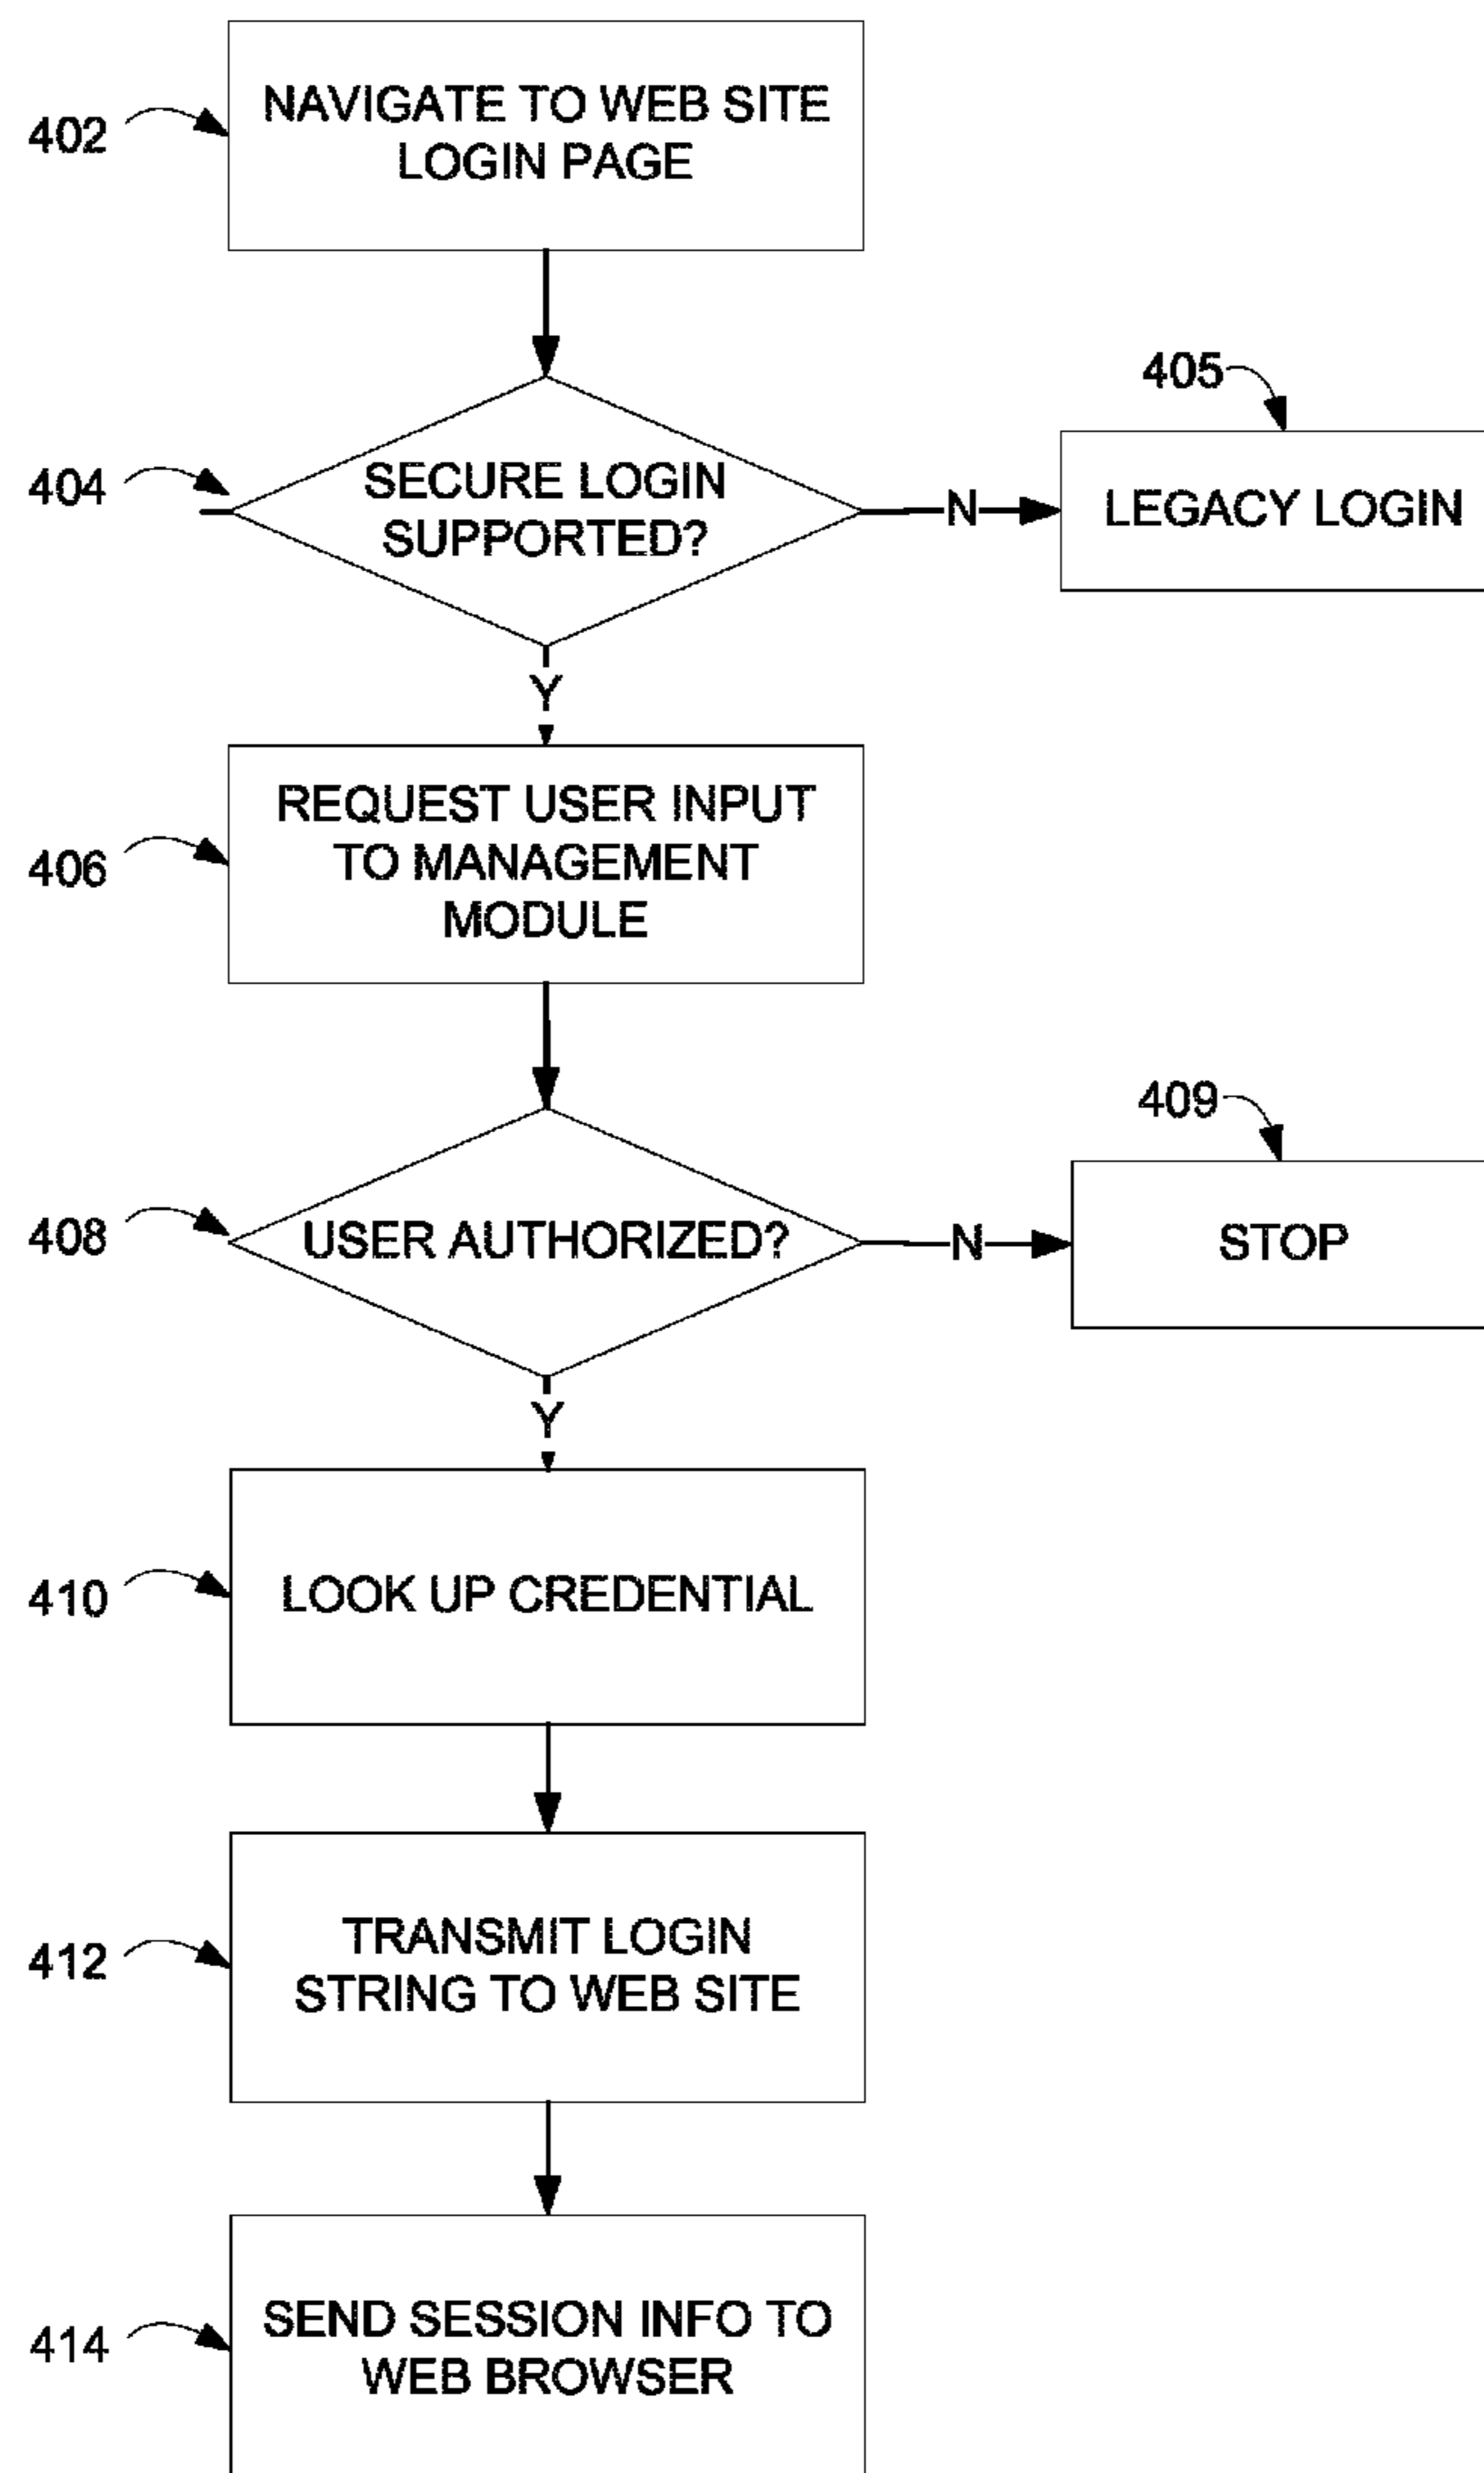 402
NAVIGATE TO WEB SITE
LOGIN PAGE
404
SECURE LOGIN
SUPPORTED?
N
405
LEGACY LOGIN
Y
406
REQUEST USER INPUT
TO MANAGEMENT
MODULE
408
USER AUTHORIZED?
N
409
STOP
Y
410
LOOK UP CREDENTIAL
412
TRANSMIT LOGIN
STRING TO WEB SITE
414
SEND SESSION INFO TO
WEB BROWSER